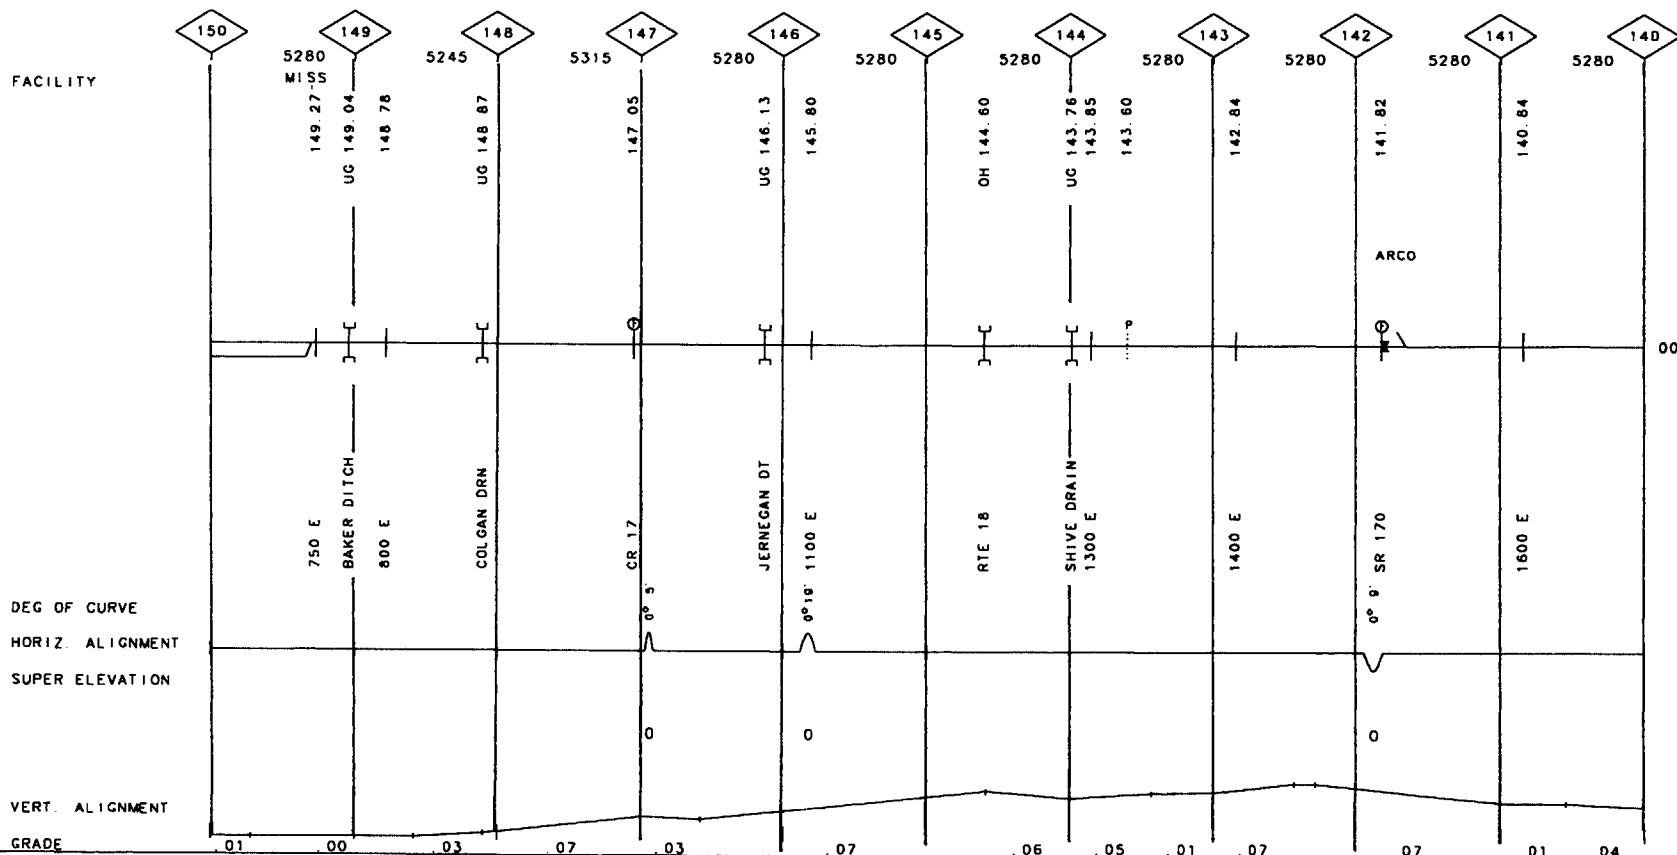 150 149 148 147 146 145 144 143 142 141 140
5280 5245 5315 5280 5280 5280 5280 5280 5280 5280
MISS
FACILITY
149.27
UG 149.04
148.78
UG 148.87
147.05
UG 146.13
145.80
OH 144.60
UG 143.76
143.85
143.60
142.84
141.82
140.84
ARCO
P
00
750 E
BAKER DITCH
800 E
COLGAN DRN
CR 17
JERNEGAN DT
1100 E
RTE 18
SHIVE DRAIN
1300 E
1400 E
SR 170
1600 E
DEG OF CURVE
0° 5'
0° 19'
0° 9'
HORIZ. ALIGNMENT
SUPER ELEVATION
0 0 0
VERT. ALIGNMENT
GRADE
.01 .00 .03 .07 .03 .07 .06 .05 .01 .07 .07 .01 .04